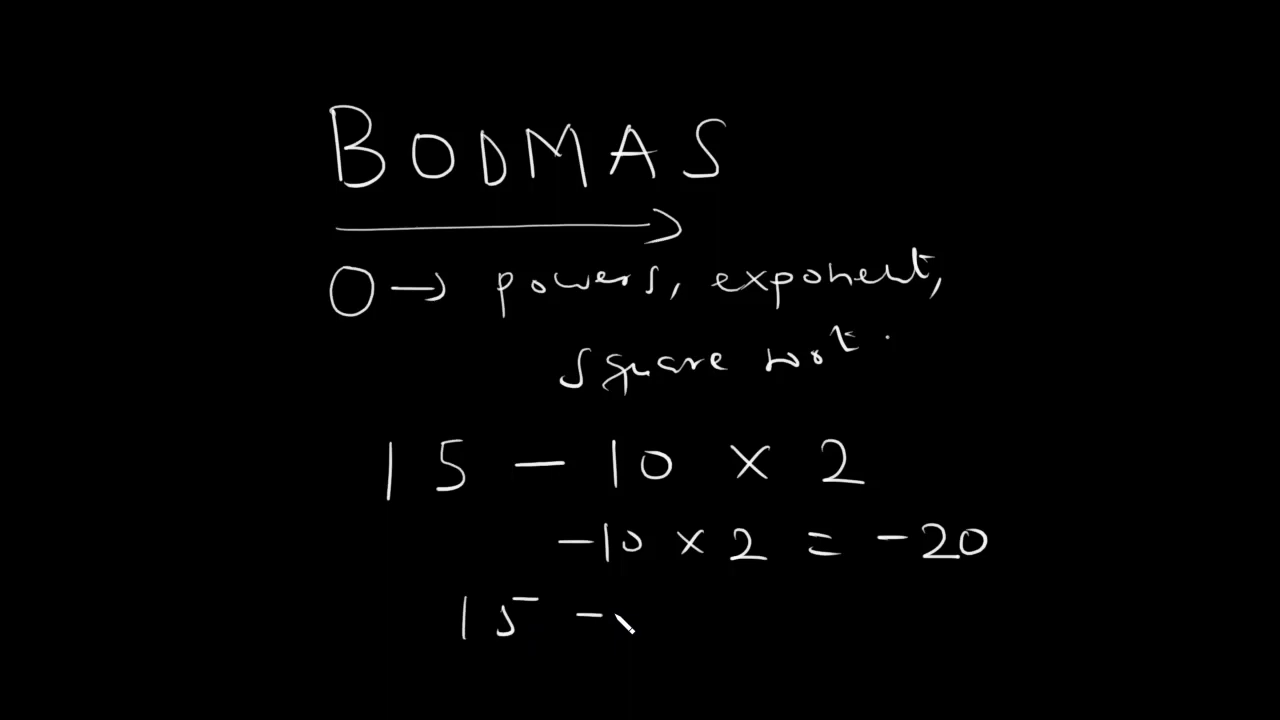 BODMAS
O → powers, exponent,
square root.
15 - 10 × 2
-10 × 2 = -20
15 -